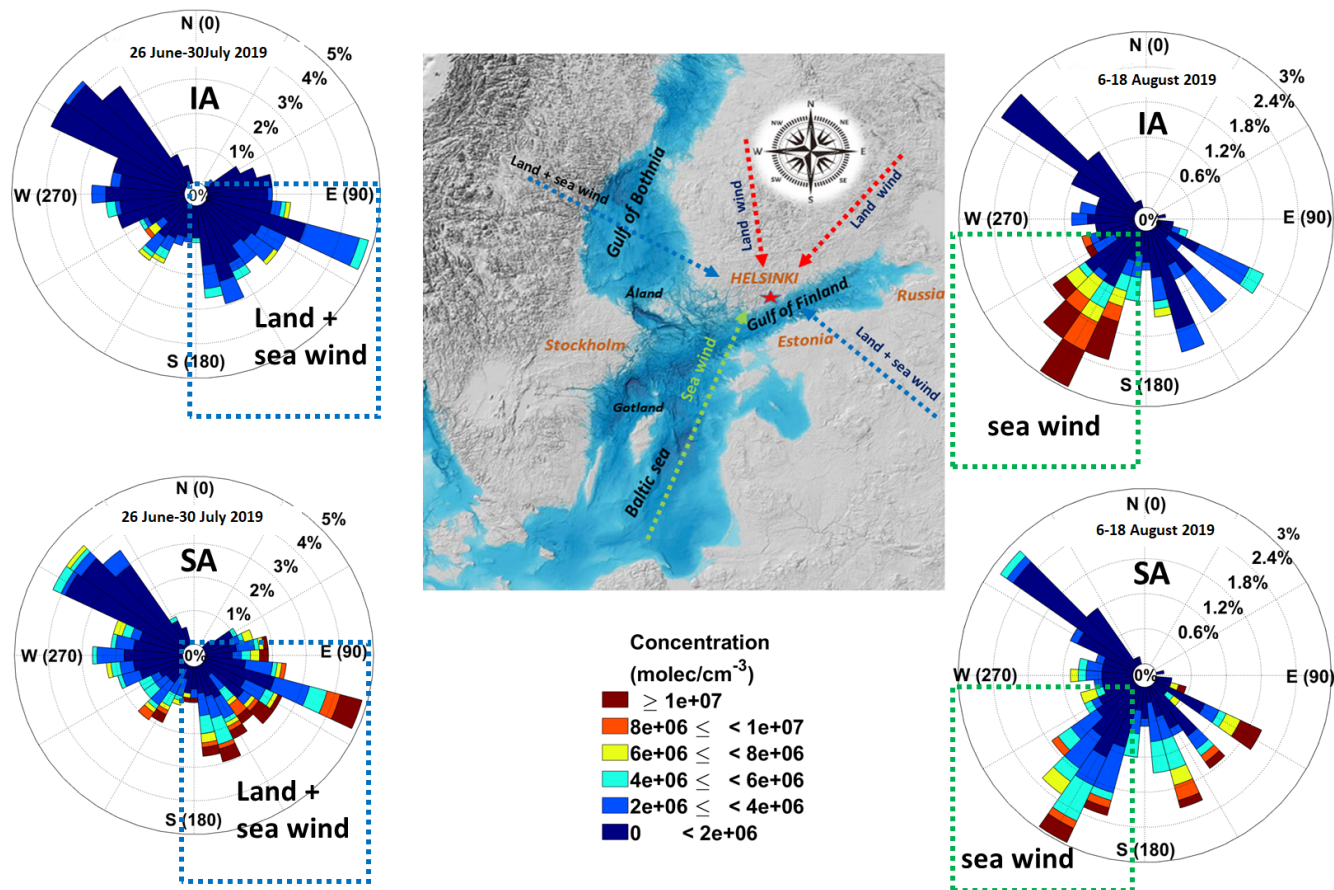 N (0)
26 June-30July 2019
IA
5%
4%
3%
2%
1%
0%
W (270)
E (90)
S (180)
Land +
sea wind
N (0)
26 June-30 July 2019
SA
5%
4%
3%
2%
1%
0%
W (270)
E (90)
S (180)
Land +
sea wind
N
NW
NE
W
E
SW
SE
S
Land + sea wind
Gulf of Bothnia
Land wind
Land wind
HELSINKI
Åland
Gulf of Finland
Russia
Stockholm
Estonia
Sea wind
Land + sea wind
Gotland
Baltic sea
Concentration
(molec/cm-3)
≥ 1e+07
8e+06 ≤ < 1e+07
6e+06 ≤ < 8e+06
4e+06 ≤ < 6e+06
2e+06 ≤ < 4e+06
0 < 2e+06
N (0)
6-18 August 2019
IA
3%
2.4%
1.8%
1.2%
0.6%
0%
W (270)
E (90)
S (180)
sea wind
N (0)
6-18 August 2019
SA
3%
2.4%
1.8%
1.2%
0.6%
0%
W (270)
E (90)
S (180)
sea wind